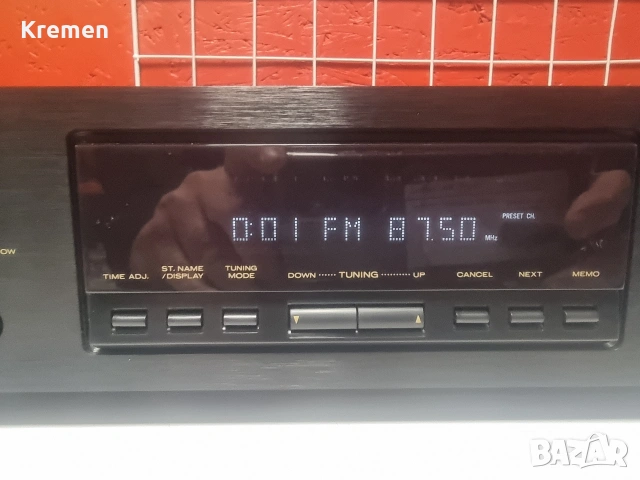 Kremen
0:01 FM 87.50 MHz
PRESET CH.
OW
TIME ADJ.
ST. NAME
/DISPLAY
TUNING
MODE
DOWN ······ TUNING ········· UP
CANCEL
NEXT
MEMO
BAZAR